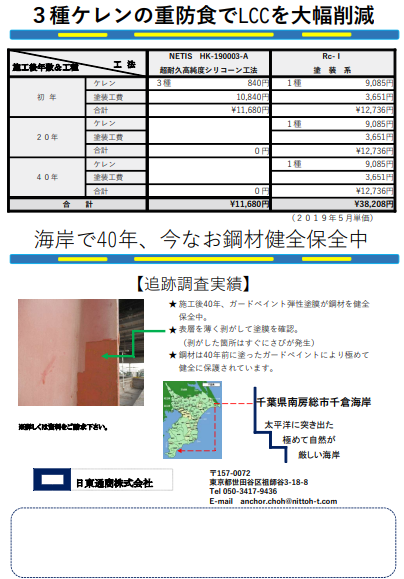 ３種ケレンの重防食でLCCを大幅削減
工 法
施工後年数＆工種
NETIS HK-190003-A
超耐久高純度シリコーン工法
Rc-Ⅰ
塗 装 系
初 年
ケレン ３種 840円 １種 9,085円
塗装工費 10,840円 3,651円
合計 ¥11,680円 ¥12,736円
２０年
ケレン １種 9,085円
塗装工費 3,651円
合計 ０円 ¥12,736円
４０年
ケレン １種 9,085円
塗装工費 3,651円
合計 ０円 ¥12,736円
合 計 ¥11,680円 ¥38,208円
（２０１９年５月単価）
海岸で40年、今なお鋼材健全保全中
【追跡調査実績】
★ 施工後40年、ガードペイント弾性塗膜が鋼材を健全
保全中。
★ 表層を薄く剥がして塗膜を確認。
（剥がした箇所はすぐにさびが発生）
★ 鋼材は40年前に塗ったガードペイントにより極めて
健全に保護されています。
千葉県南房総市千倉海岸
太平洋に突き出た
極めて自然が
厳しい海岸
※詳しくは資料をご請求下さい。
日東通商株式会社
〒157-0072
東京都世田谷区祖師谷3-18-8
Tel 050-3417-9436
E-mail anchor.choh@nittoh-t.com